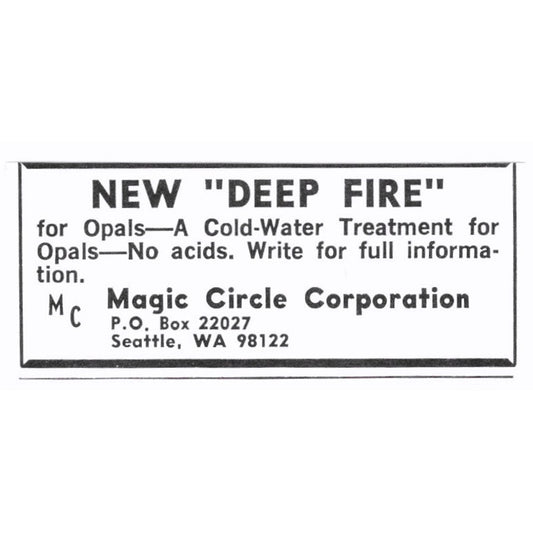 NEW "DEEP FIRE"
for Opals—A Cold-Water Treatment for
Opals—No acids. Write for full informa-
tion.
MC Magic Circle Corporation
P.O. Box 22027
Seattle, WA 98122